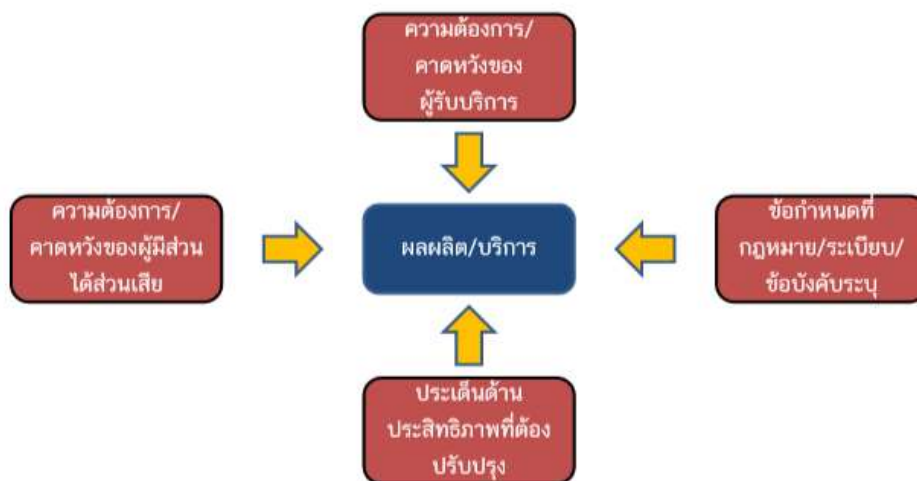 ความต้องการ/
คาดหวังของ
ผู้รับบริการ
ความต้องการ/
คาดหวังของผู้มีส่วน
ได้ส่วนเสีย
ผลผลิต/บริการ
ข้อกำหนดที่
กฎหมาย/ระเบียบ/
ข้อบังคับระบุ
ประเด็นด้าน
ประสิทธิภาพที่ต้อง
ปรับปรุง